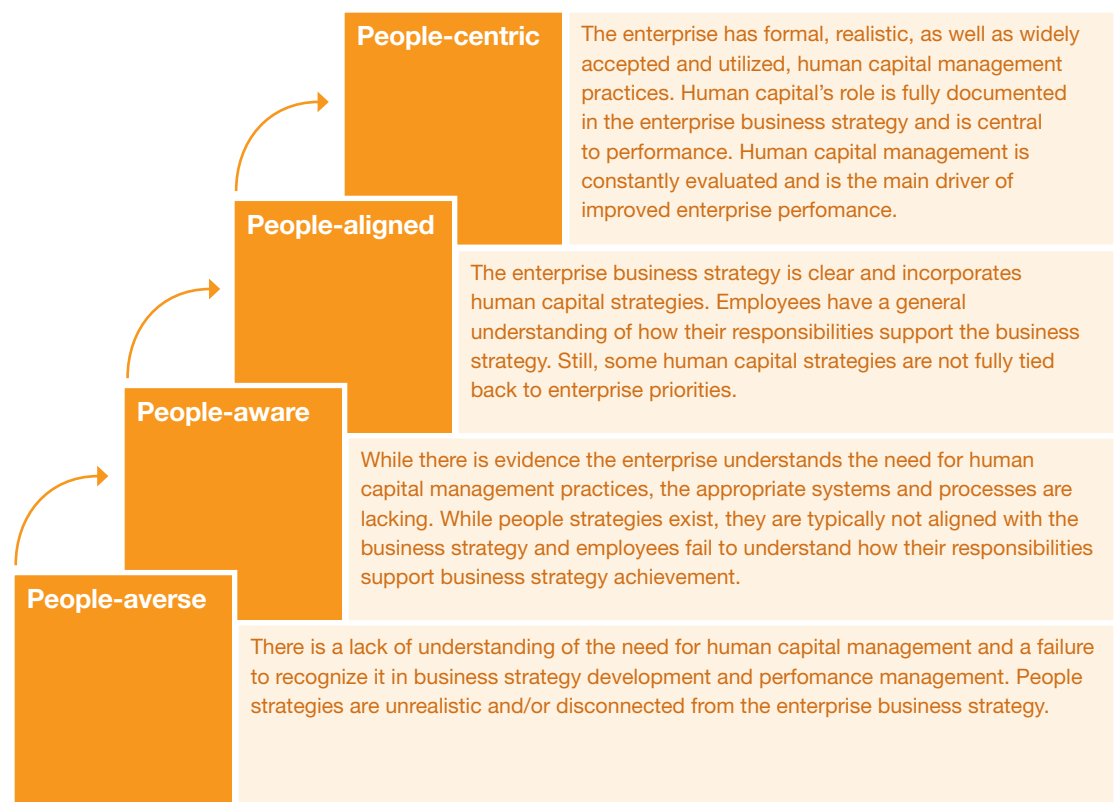 People-centric
The enterprise has formal, realistic, as well as widely
accepted and utilized, human capital management
practices. Human capital’s role is fully documented
in the enterprise business strategy and is central
to performance. Human capital management is
constantly evaluated and is the main driver of
improved enterprise perfomance.
People-aligned
The enterprise business strategy is clear and incorporates
human capital strategies. Employees have a general
understanding of how their responsibilities support the business
strategy. Still, some human capital strategies are not fully tied
back to enterprise priorities.
People-aware
While there is evidence the enterprise understands the need for human
capital management practices, the appropriate systems and processes are
lacking. While people strategies exist, they are typically not aligned with the
business strategy and employees fail to understand how their responsibilities
support business strategy achievement.
People-averse
There is a lack of understanding of the need for human capital management and a failure
to recognize it in business strategy development and perfomance management. People
strategies are unrealistic and/or disconnected from the enterprise business strategy.